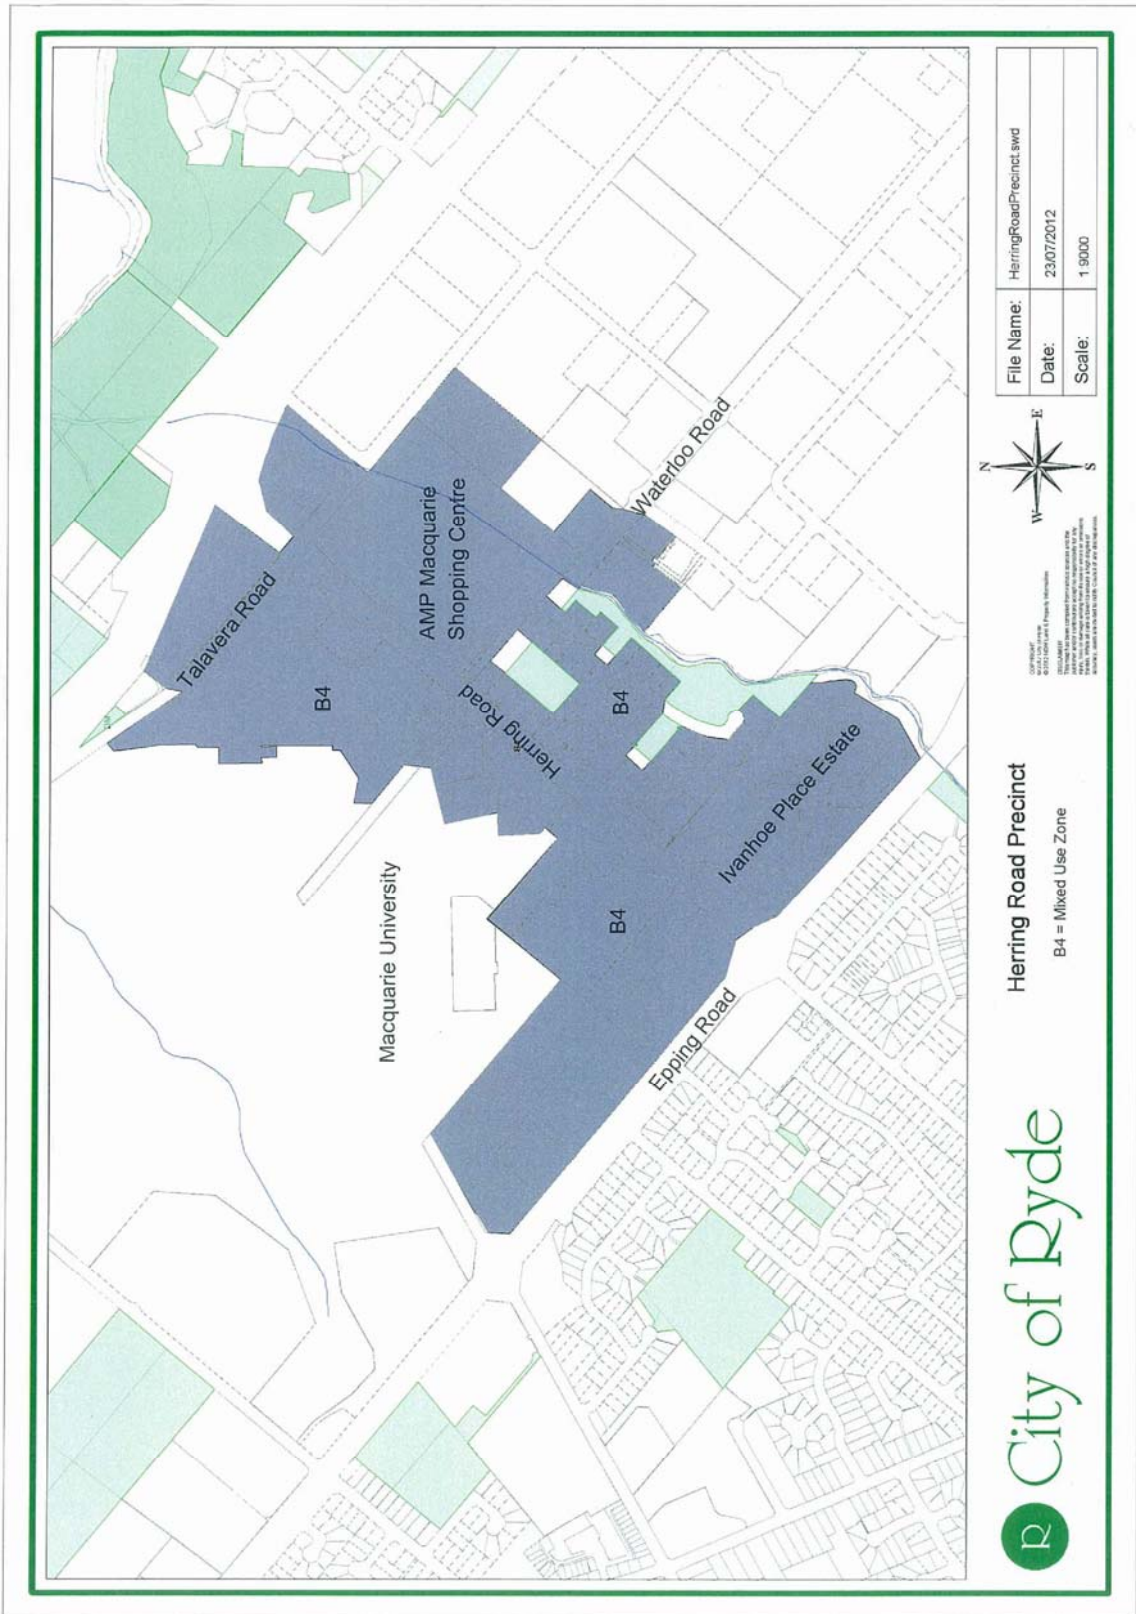 Talavera Road
B4
AMP Macquarie
Shopping Centre
Herring Road
B4
Waterloo Road
Macquarie University
B4
Ivanhoe Place Estate
Epping Road
City of Ryde
Herring Road Precinct
B4 = Mixed Use Zone
N
W
E
S
File Name: HerringRoadPrecinct.swd
Date: 23/07/2012
Scale: 1:9000
R
COPYRIGHT
DISCLAIMER